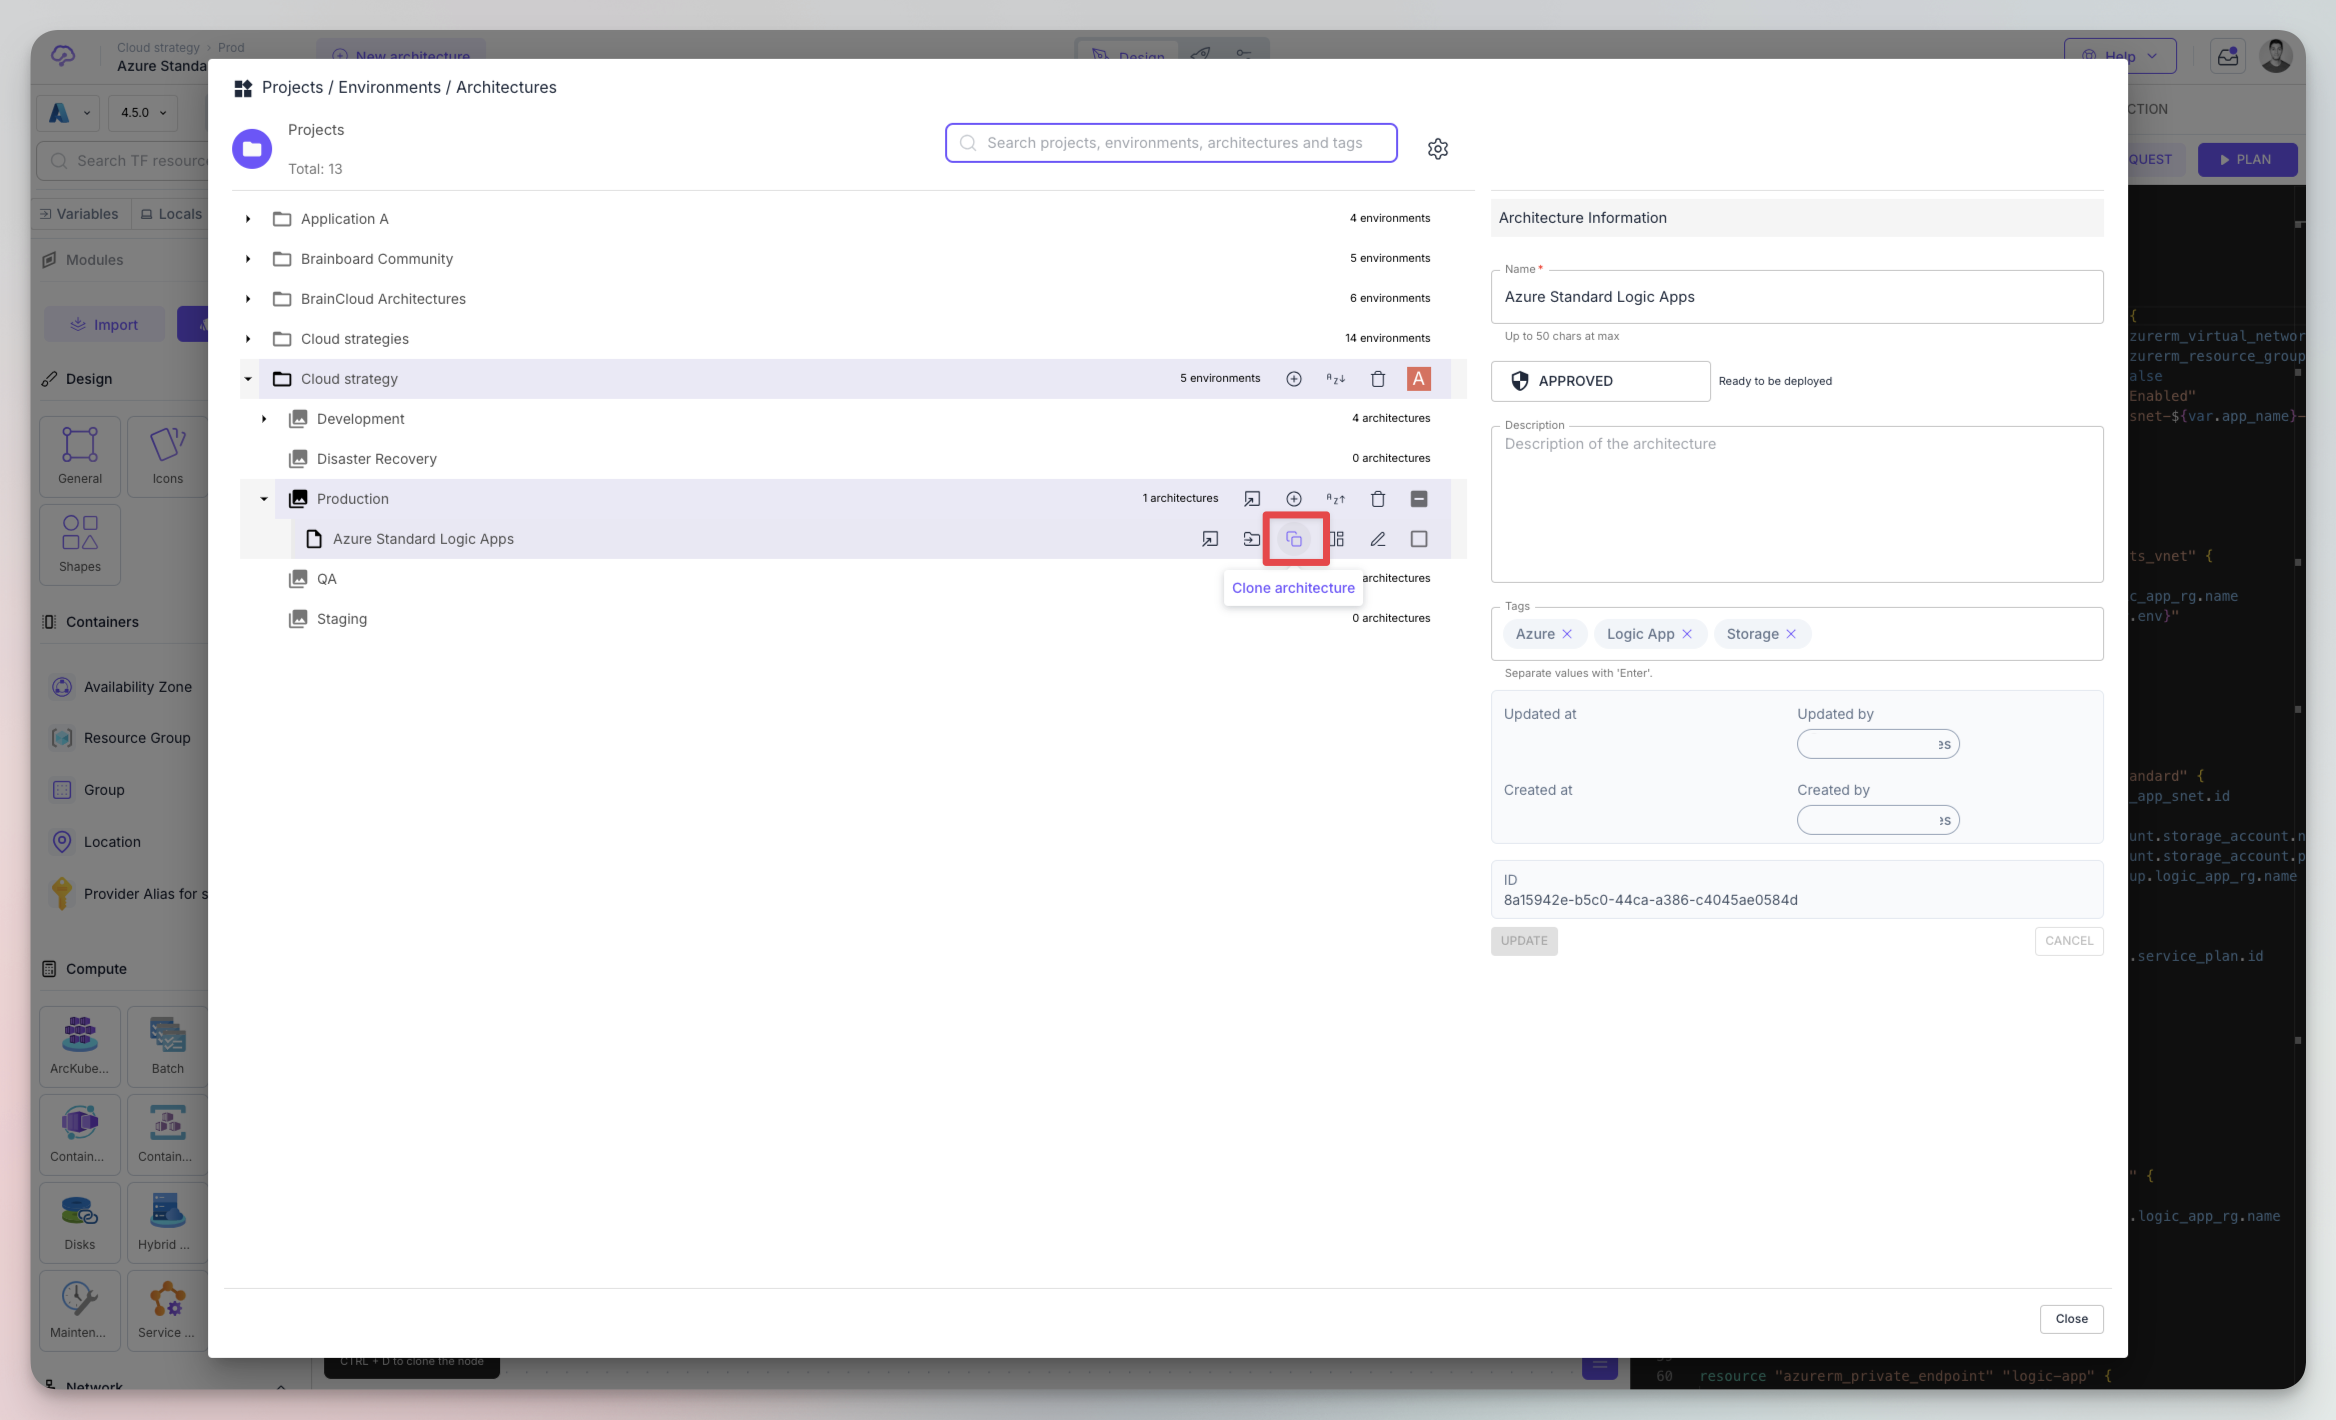 Cloud strategy › Prod
Azure Standa
New architecture
Design
Help
4.5.0
Search TF resourc
Variables
Locals
Modules
Import
Design
General
Icons
Shapes
Containers
Availability Zone
Resource Group
Group
Location
Provider Alias for s
Compute
ArcKube...
Batch
Contain...
Contain...
Disks
Hybrid ...
Mainten...
Service ...
Network
Projects / Environments / Architectures
Projects
Total: 13
Search projects, environments, architectures and tags
Application A
4 environments
Brainboard Community
5 environments
BrainCloud Architectures
6 environments
Cloud strategies
14 environments
Cloud strategy
5 environments
A
Development
4 architectures
Disaster Recovery
0 architectures
Production
1 architectures
Azure Standard Logic Apps
Clone architecture
QA
architectures
Staging
0 architectures
Architecture Information
Name *
Azure Standard Logic Apps
Up to 50 chars at max
APPROVED
Ready to be deployed
Description
Description of the architecture
Tags
Azure
Logic App
Storage
Separate values with 'Enter'.
Updated at
Updated by
es
Created at
Created by
es
ID
8a15942e-b5c0-44ca-a386-c4045ae0584d
UPDATE
CANCEL
Close
CTION
QUEST
PLAN
{
zurerm_virtual_networ
zurerm_resource_group
alse
Enabled"
snet-${var.app_name}-
ts_vnet" {
c_app_rg.name
.env}"
andard" {
_app_snet.id
unt.storage_account.n
unt.storage_account.p
up.logic_app_rg.name
.service_plan.id
" {
.logic_app_rg.name
CTRL + D to clone the node
60 resource "azurerm_private_endpoint" "logic-app" {